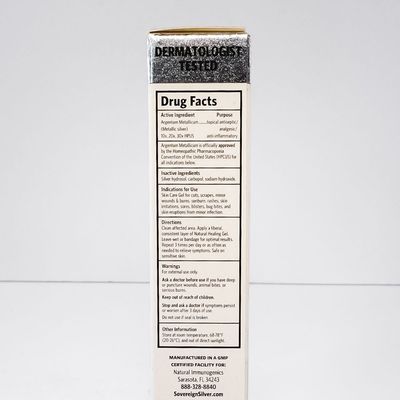 DERMATOLOGIST
TESTED
Drug Facts
Active Ingredient Purpose
Argentum Metallicum.......topical antiseptic/
(Metallic silver) analgesic/
10x, 20x, 30x HPUS anti-inflammatory
Argentum Metallicum is officially approved
by the Homeopathic Pharmacopoeia
Convention of the United States (HPCUS) for
all indications below.
Inactive Ingredients
Silver hydrosol, carbopol, sodium hydroxide.
Indications for Use
Skin Care Gel for cuts, scrapes, minor
wounds & burns, sunburn, rashes, skin
irritations, sores, blisters, bug bites, and
skin eruptions from minor infection.
Directions
Clean affected area. Apply a liberal,
consistent layer of Natural Healing Gel.
Leave wet or bandage for optimal results.
Repeat 3 times per day or as often as
needed to relieve symptoms. Safe on
sensitive skin.
Warnings
For external use only.
Ask a doctor before use if you have deep
or puncture wounds, animal bites, or
serious burns.
Keep out of reach of children.
Stop and ask a doctor if symptoms persist
or worsen after 3 days of use.
Do not use if seal is broken
Other Information
Store at room temperature, 68-78°F
(20-26°C), and out of direct sunlight.
MANUFACTURED IN A GMP
CERTIFIED FACILITY FOR:
Natural Immunogenics
Sarasota, FL 34243
888-328-8840
SovereignSilver.com